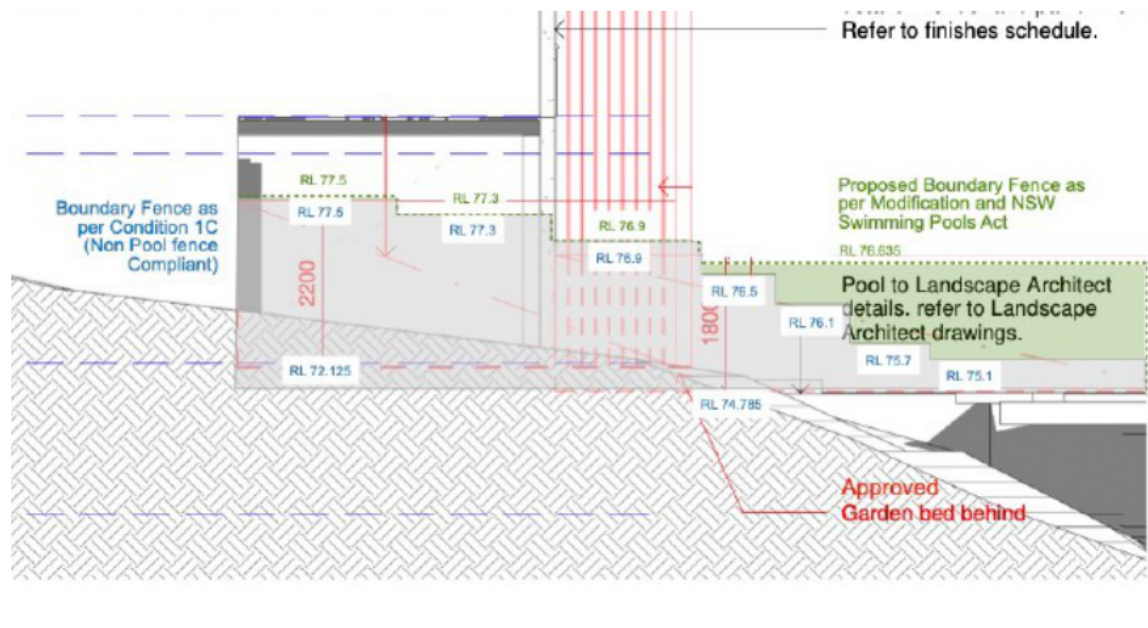 Refer to finishes schedule.
RL 77.5
RL 77.5
RL 77.3
RL 77.3
RL 76.9
RL 76.9
Boundary Fence as
per Condition 1C
(Non Pool fence
Compliant)
Proposed Boundary Fence as
per Modification and NSW
Swimming Pools Act
RL 76.635
2200
1800
RL 76.5
Pool to Landscape Architect
details. refer to Landscape
Architect drawings.
RL 76.1
RL 75.7
RL 75.1
RL 72.125
RL 74.785
Approved
Garden bed behind